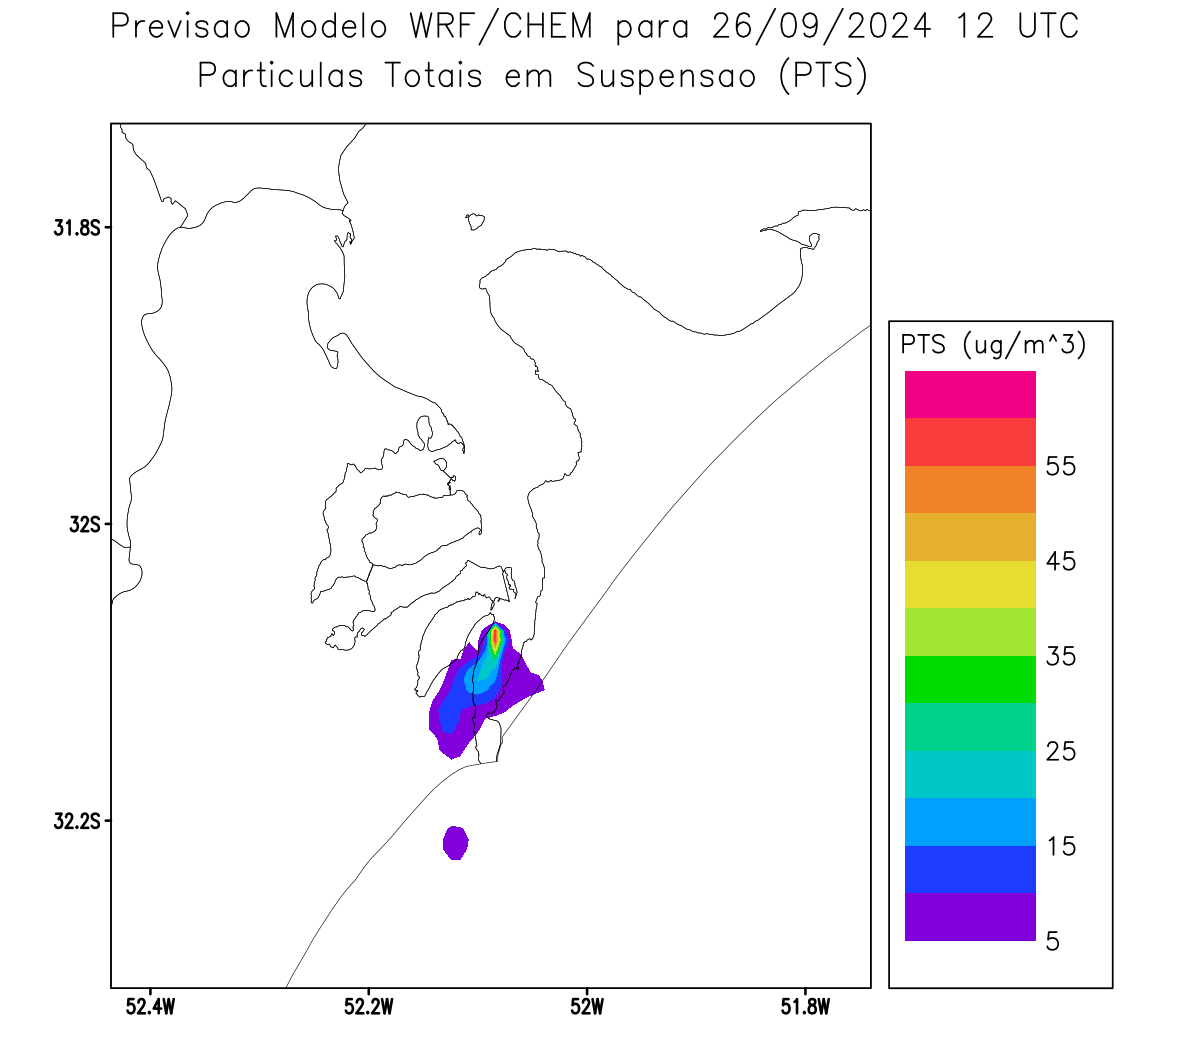 Previsao Modelo WRF/CHEM para 26/09/2024 12 UTC
Particulas Totais em Suspensao (PTS)
31.8S
32S
32.2S
52.4W
52.2W
52W
51.8W
PTS (ug/m^3)
55
45
35
25
15
5